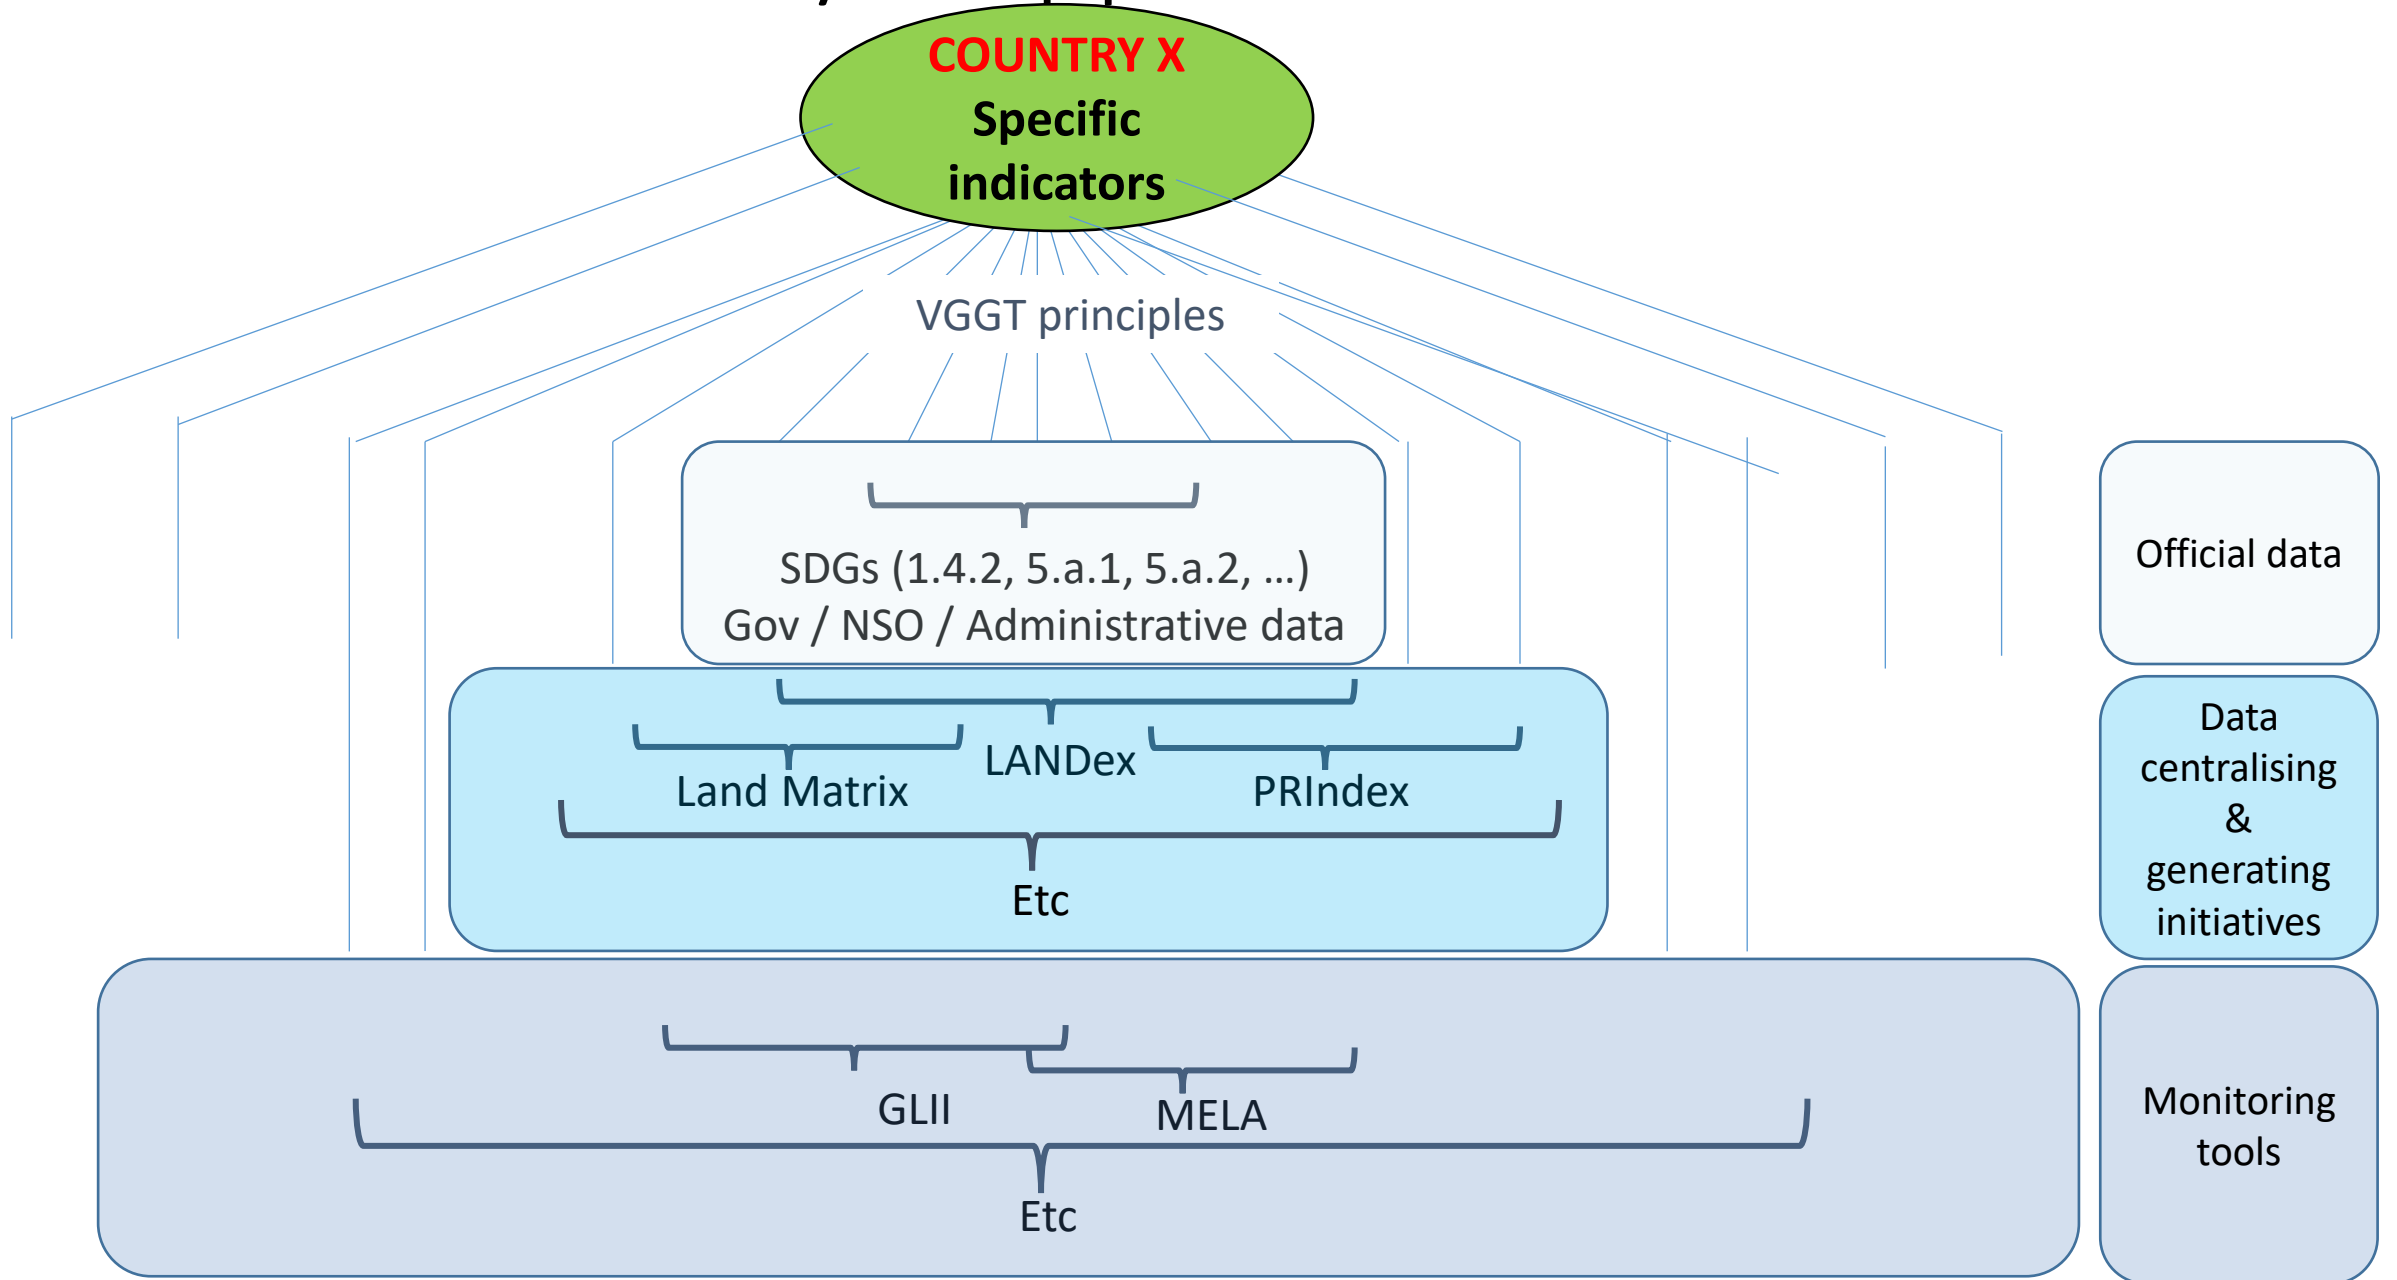 COUNTRY X
Specific
indicators
VGGT principles
SDGs (1.4.2, 5.a.1, 5.a.2, ...)
Gov / NSO / Administrative data
Official data
LANDex
Land Matrix
PRIndex
Etc
Data
centralising
&
generating
initiatives
GLII
MELA
Etc
Monitoring
tools